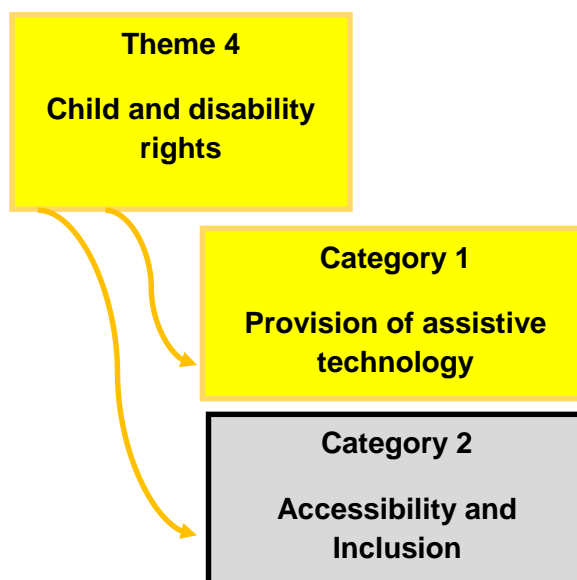 Theme 4
Child and disability
rights
Category 1
Provision of assistive
technology
Category 2
Accessibility and
Inclusion